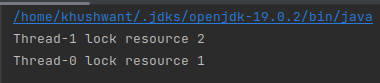 /home/khushwant/.jdks/openjdk-19.0.2/bin/java
Thread-1 lock resource 2
Thread-0 lock resource 1